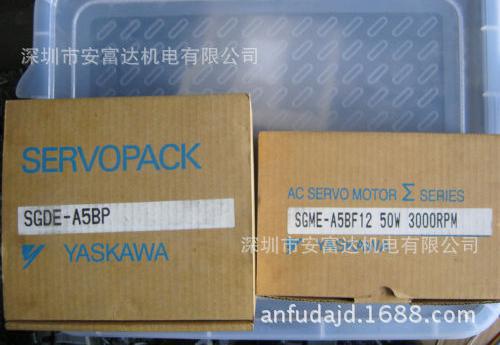 深圳市安富达机电有限公司
SERVOPACK
SGDE-A5BP
YASKAWA
AC SERVO MOTOR Σ SERIES
SGME-A5BF12 50W 3000RPM
深圳市安富达机电有限公司
YASKAWA
anfudajd.1688.com